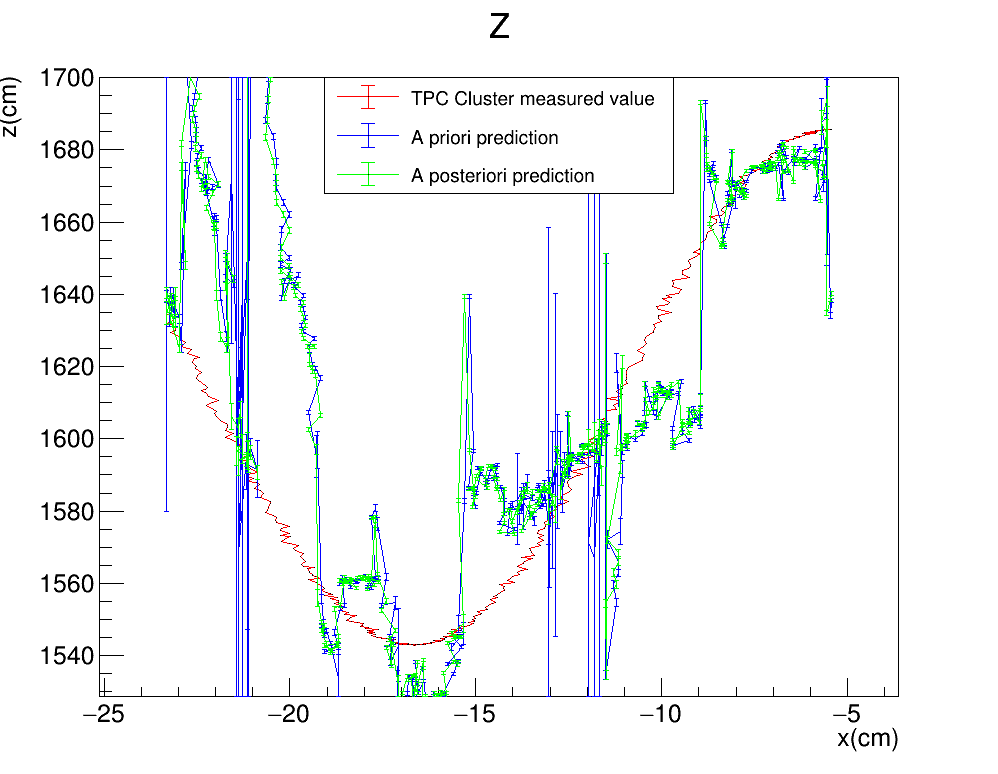 Z
z(cm)
1700
1680
1660
1640
1620
1600
1580
1560
1540
TPC Cluster measured value
A priori prediction
A posteriori prediction
−25 −20 −15 −10 −5
x(cm)